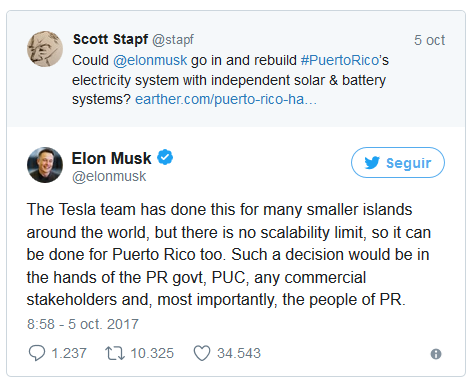 Scott Stapf @stapf 5 oct
Could @elonmusk go in and rebuild #PuertoRico's
electricity system with independent solar & battery
systems? earther.com/puerto-rico-ha…
Elon Musk
Seguir
@elonmusk
The Tesla team has done this for many smaller islands
around the world, but there is no scalability limit, so it can
be done for Puerto Rico too. Such a decision would be in
the hands of the PR govt, PUC, any commercial
stakeholders and, most importantly, the people of PR.
8:58 - 5 oct. 2017
1.237 10.325 34.543